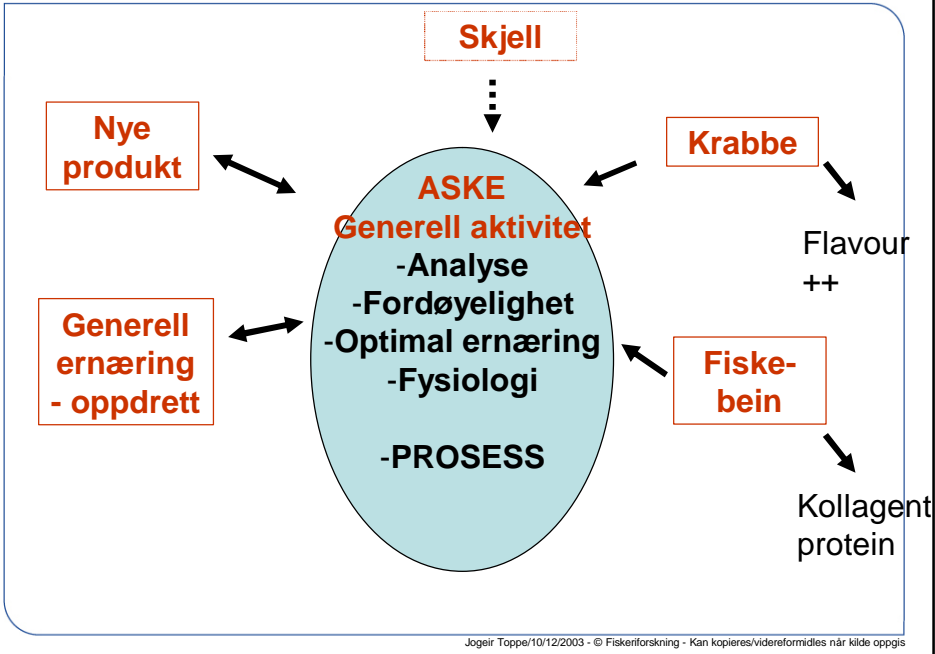 Skjell
Nye
produkt
Krabbe
ASKE
Generell aktivitet
-Analyse
-Fordøyelighet
-Optimal ernæring
-Fysiologi
-PROSESS
Flavour
++
Generell
ernæring
- oppdrett
Fiske-
bein
Kollagent
protein
Jogeir Toppe/10/12/2003 - © Fiskeriforskning - Kan kopieres/videreformidles når kilde oppgis